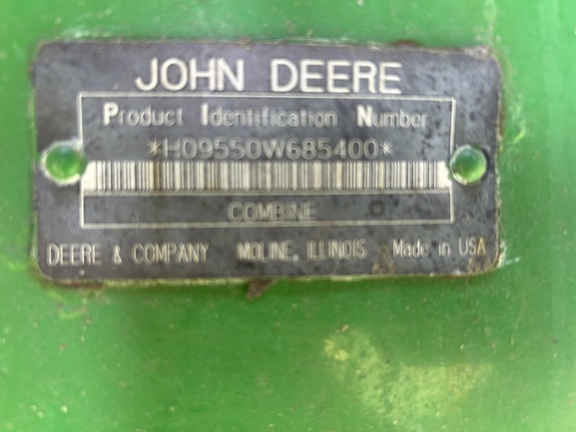 JOHN DEERE
Product Identification Number
*H09550W685400*
COMBINE
DEERE & COMPANY MOLINE, ILLINOIS Made in USA